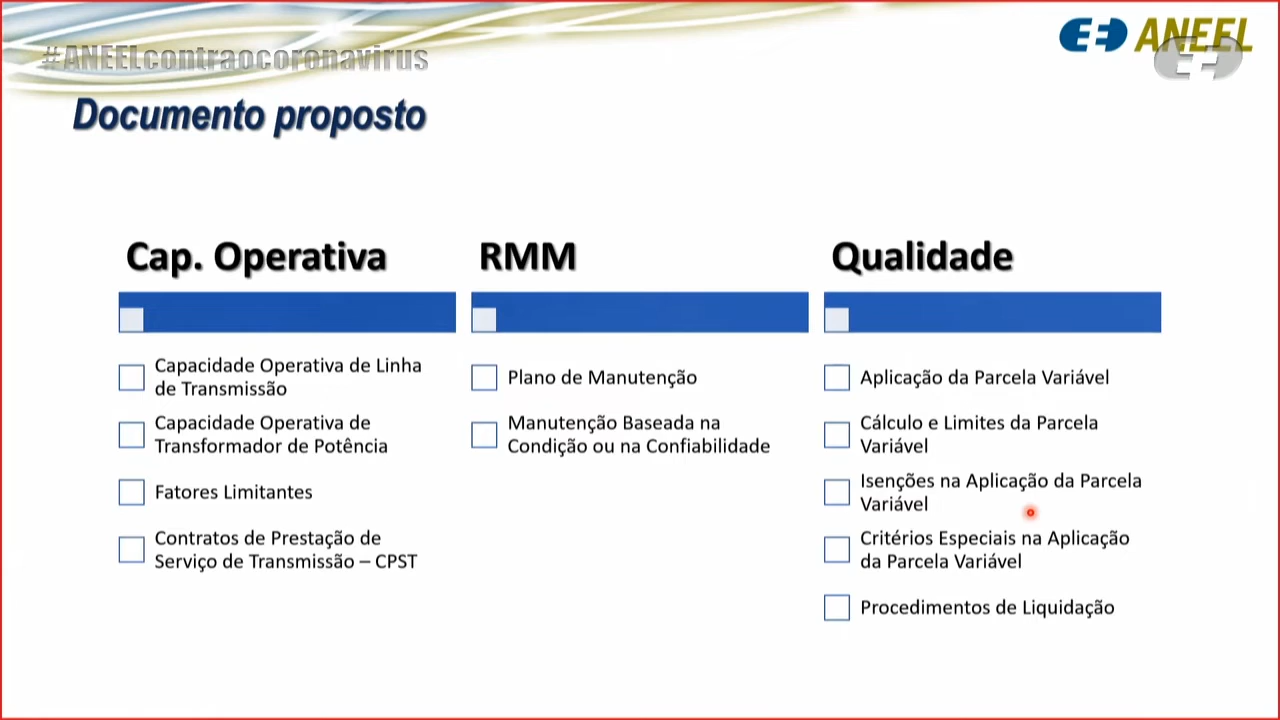 #ANEELcontraocoronavirus
ANEEL
Documento proposto
Cap. Operativa
Capacidade Operativa de Linha
de Transmissão
Capacidade Operativa de
Transformador de Potência
Fatores Limitantes
Contratos de Prestação de
Serviço de Transmissão – CPST
RMM
Plano de Manutenção
Manutenção Baseada na
Condição ou na Confiabilidade
Qualidade
Aplicação da Parcela Variável
Cálculo e Limites da Parcela
Variável
Isenções na Aplicação da Parcela
Variável
Critérios Especiais na Aplicação
da Parcela Variável
Procedimentos de Liquidação